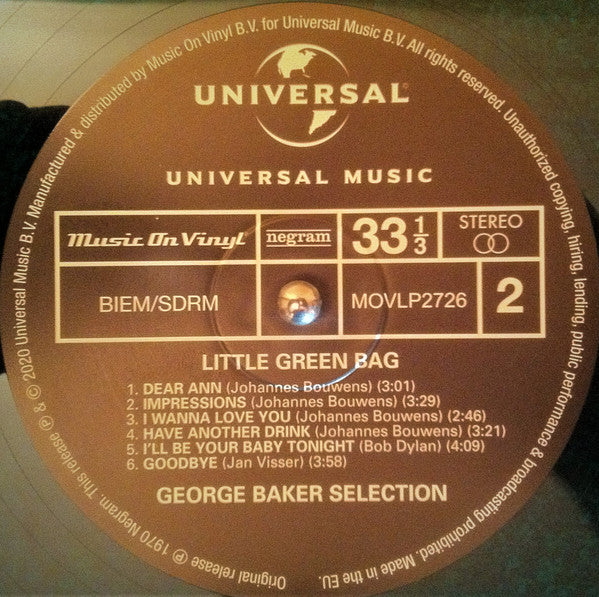 UNIVERSAL®
UNIVERSAL MUSIC
Music On Vinyl
negram
33 1/3
STEREO
BIEM/SDRM
MOVLP2726
2
LITTLE GREEN BAG
1. DEAR ANN (Johannes Bouwens) (3:01)
2. IMPRESSIONS (Johannes Bouwens) (3:29)
3. I WANNA LOVE YOU (Johannes Bouwens) (2:46)
4. HAVE ANOTHER DRINK (Johannes Bouwens) (3:21)
5. I'LL BE YOUR BABY TONIGHT (Bob Dylan) (4:09)
6. GOODBYE (Jan Visser) (3:58)
GEORGE BAKER SELECTION
Original release ℗ 1970 Negram. This release ℗ & © 2020 Universal Music B.V. Manufactured & distributed by Music On Vinyl B.V. for Universal Music B.V. All rights reserved. Unauthorized copying, hiring, lending, public performance & broadcasting prohibited. Made in the EU.